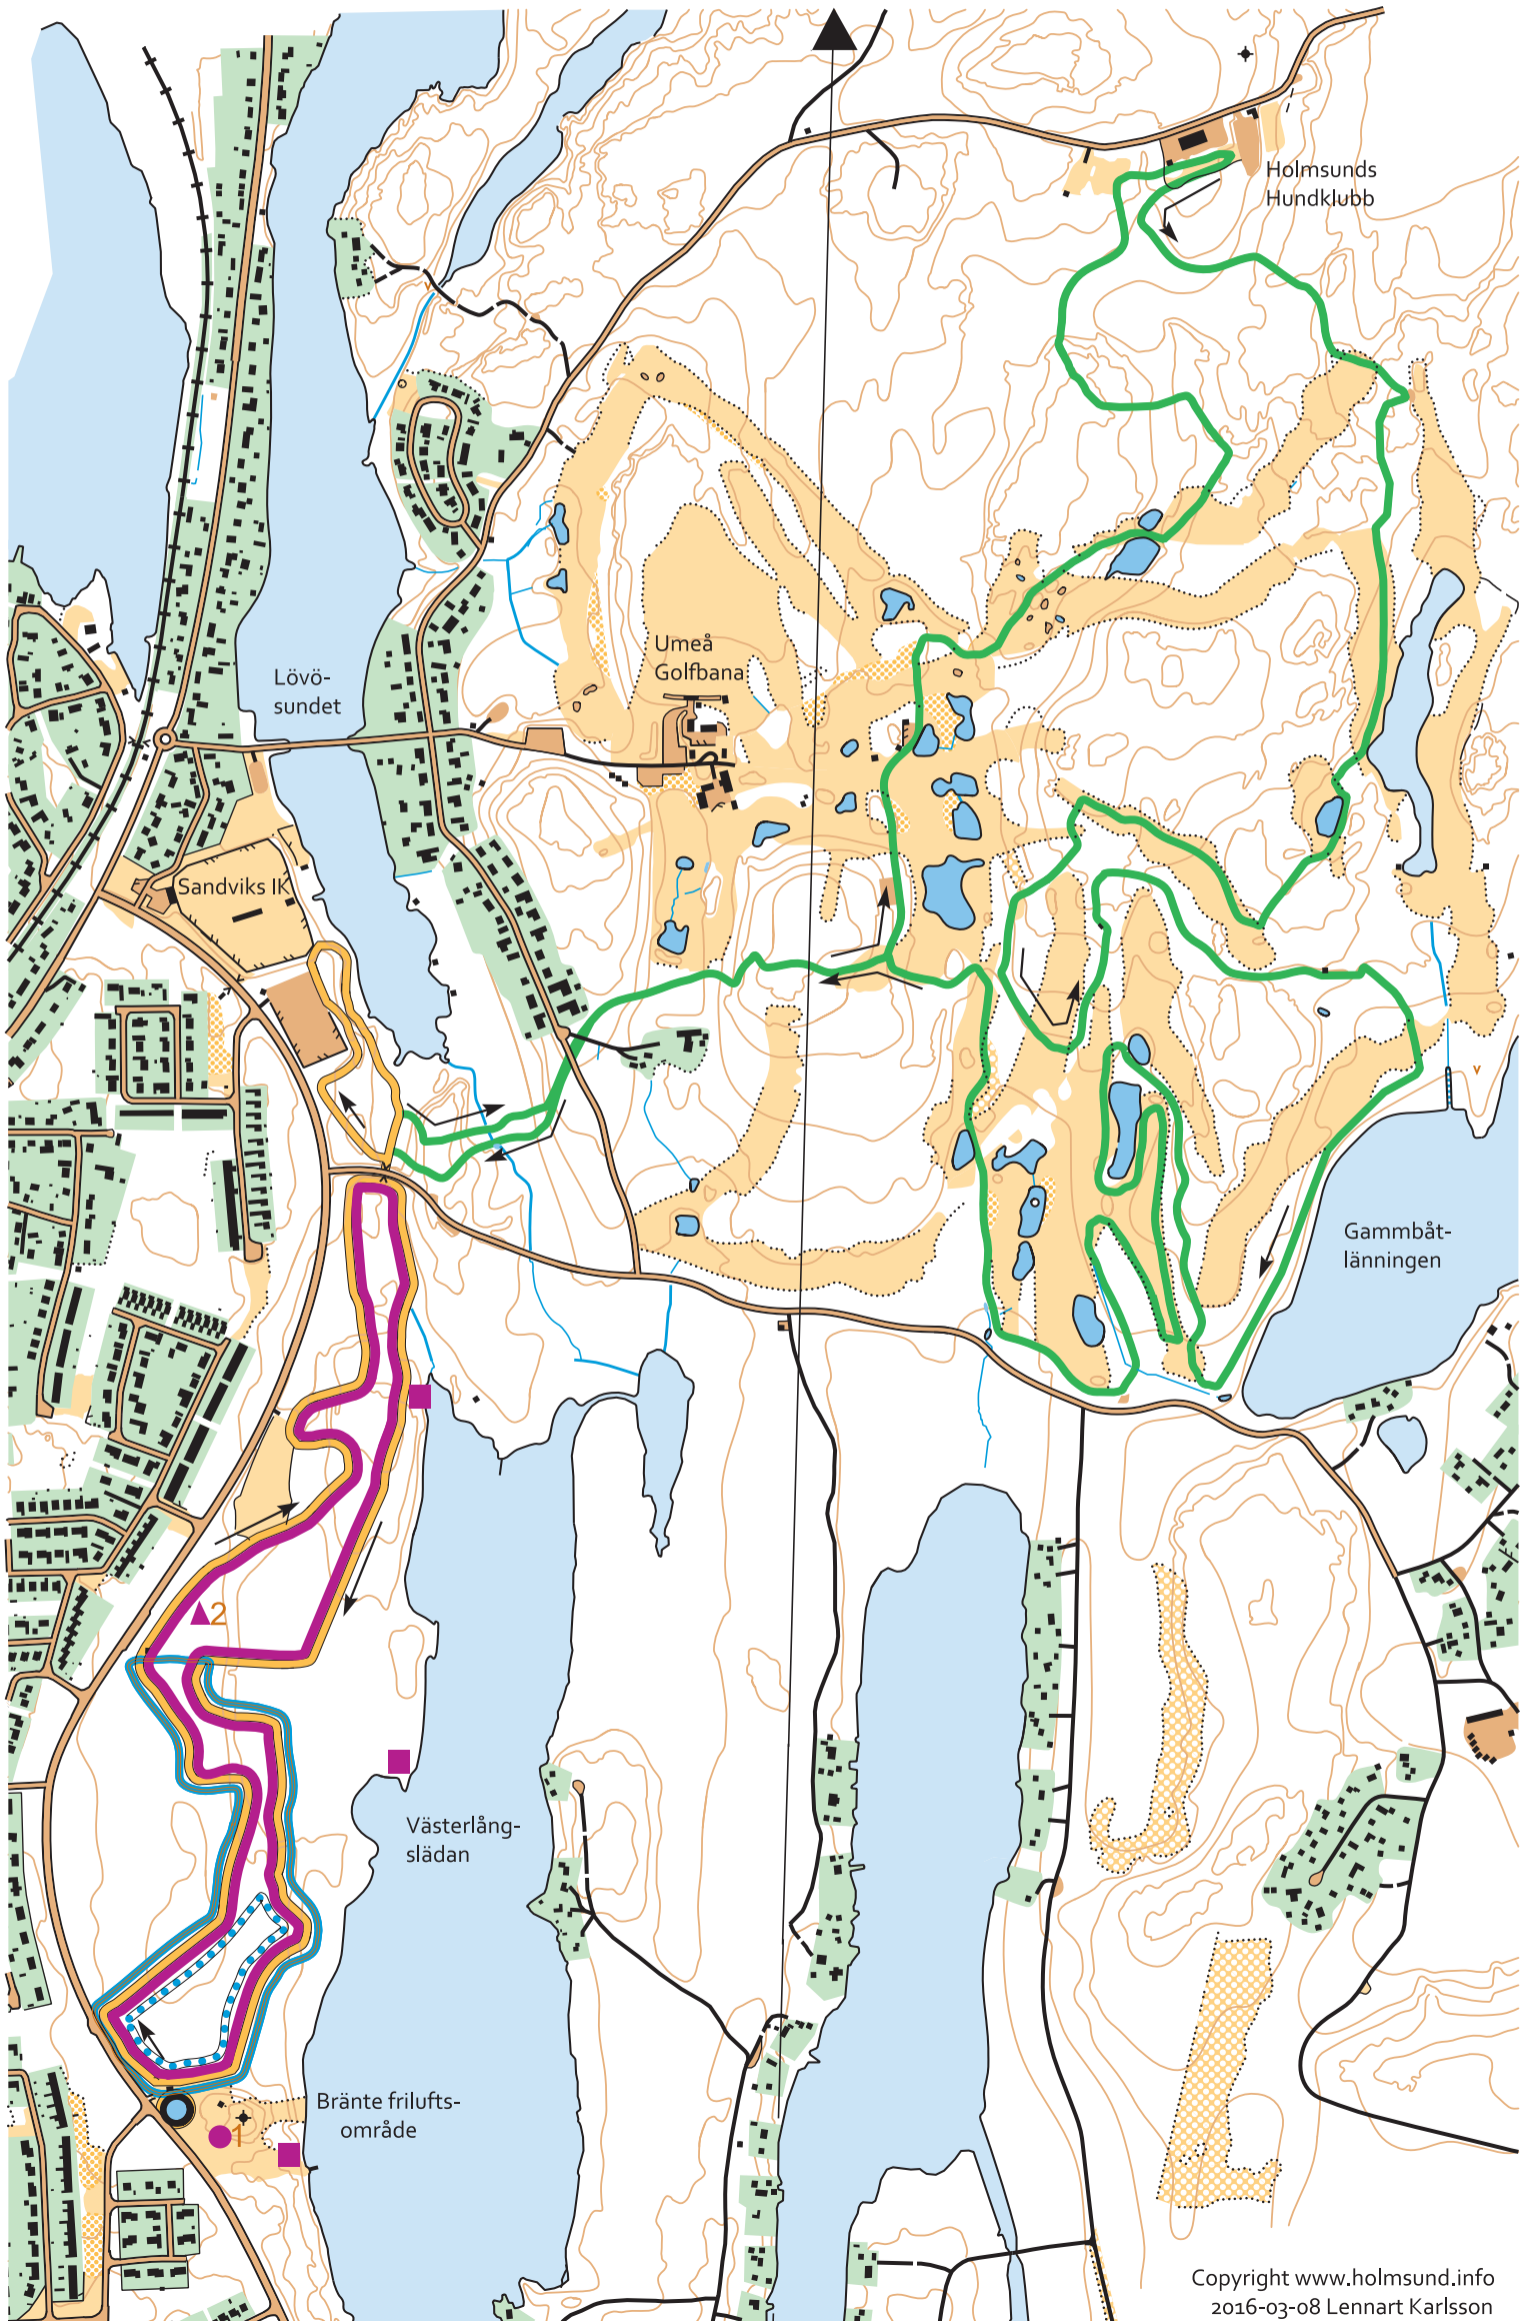 Holmsunds
Hundklubb
Umeå
Golfbana
Lövö-
sundet
Sandviks IK
Gammbåt-
länningen
2
Västerlång-
slädan
Bränte frilufts-
område
1
Copyright www.holmsund.info
2016-03-08 Lennart Karlsson